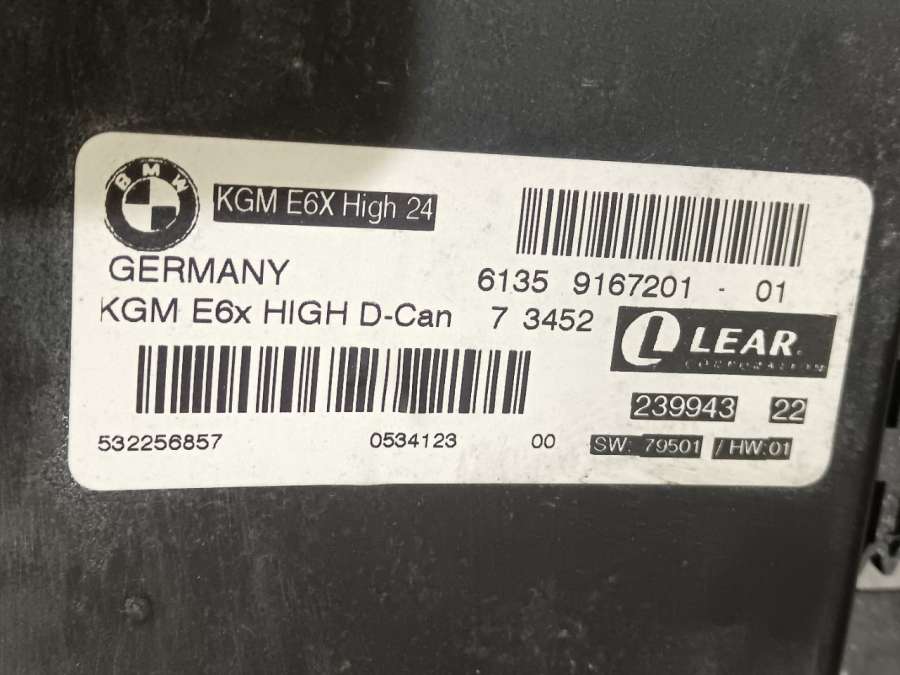 BMW
KGM E6X High 24
GERMANY
6135 9167201 - 01
KGM E6x HIGH D-Can 7 3452
LEAR.
CORPORATION
239943 22
532256857 0534123 00
SW: 79501 / HW:01